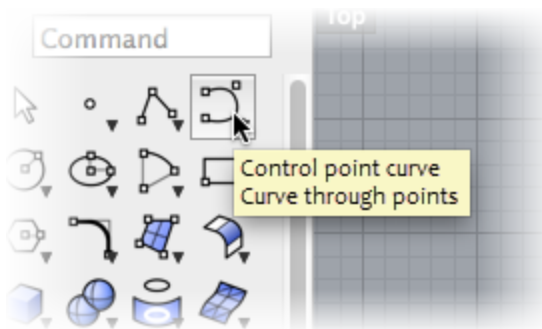 Top
Command
Control point curve
Curve through points